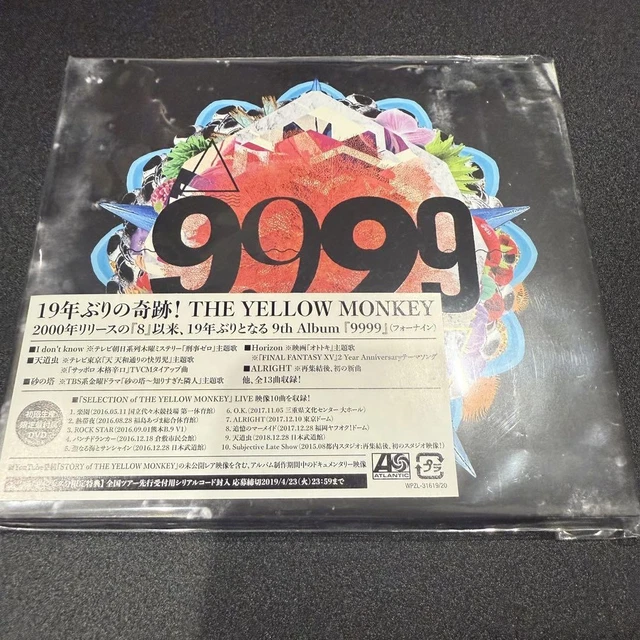 9999
19年ぶりの奇跡! THE YELLOW MONKEY
2000年リリースの『8』以来、19年ぶりとなる 9th Album 『9999』(フォーナイン)
■I don't know ※テレビ朝日系列木曜ミステリー「刑事ゼロ」主題歌
■天道虫 ※テレビ東京「天 天和通りの快男児」主題歌
※「サッポロ 本格辛口」TVCMタイアップ曲
■砂の塔 ※TBS系金曜ドラマ「砂の塔~知りすぎた隣人」主題歌
■Horizon ※映画「オトトキ」主題歌
※「FINAL FANTASY XV」2 Year Anniversaryテーマソング
■ALRIGHT ※再集結後、初の新曲
他、全13曲収録!
初回生産
限定盤
DVD
■「SELECTION of THE YELLOW MONKEY」LIVE 映像10曲を収録!
1. 楽園(2016.05.11 国立代々木競技場 第一体育館)
2. 熱帯夜(2016.08.28 福島あづま総合体育館)
3. ROCK STAR(2016.09.01 熊本B.9 V1)
4. パンチドランカー(2016.12.18 倉敷市民会館)
5. 聖なる海とサンシャイン(2016.12.28 日本武道館)
6. O.K.(2017.11.05 三重県文化センター 大ホール)
7. ALRIGHT(2017.12.10 東京ドーム)
8. 追憶のマーメイド(2017.12.28 福岡ヤフオク!ドーム)
9. 天道虫(2018.12.28 日本武道館)
10. Subjective Late Show(2015.08都内スタジオ:再集結後、初のスタジオ映像!)
「STORY of THE YELLOW MONKEY」の未公開レア映像を含む、アルバム制作期間中のドキュメンタリー映像
全国ツアー先行受付用シリアルコード封入 応募締切2019/4/23(火)23:59まで
ATLANTIC
WPZL-31619/20